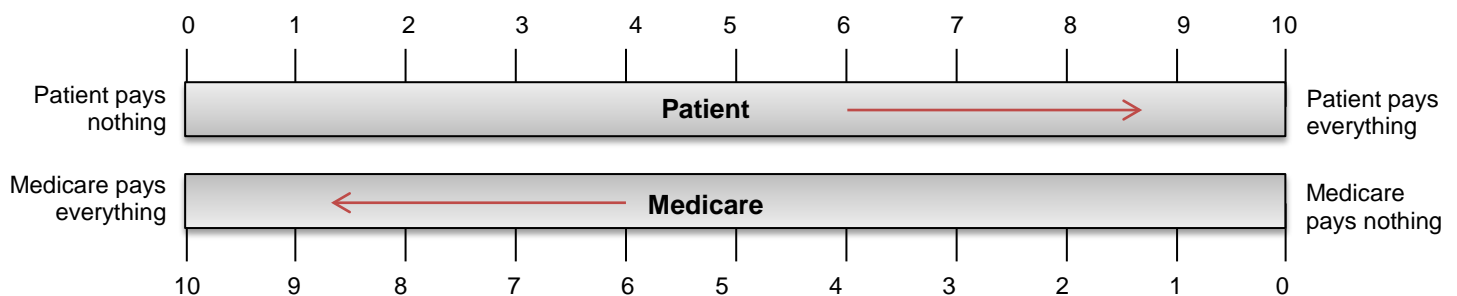 0 1 2 3 4 5 6 7 8 9 10
Patient pays
nothing
Patient
Patient pays
everything
Medicare pays
everything
Medicare
Medicare
pays nothing
10 9 8 7 6 5 4 3 2 1 0